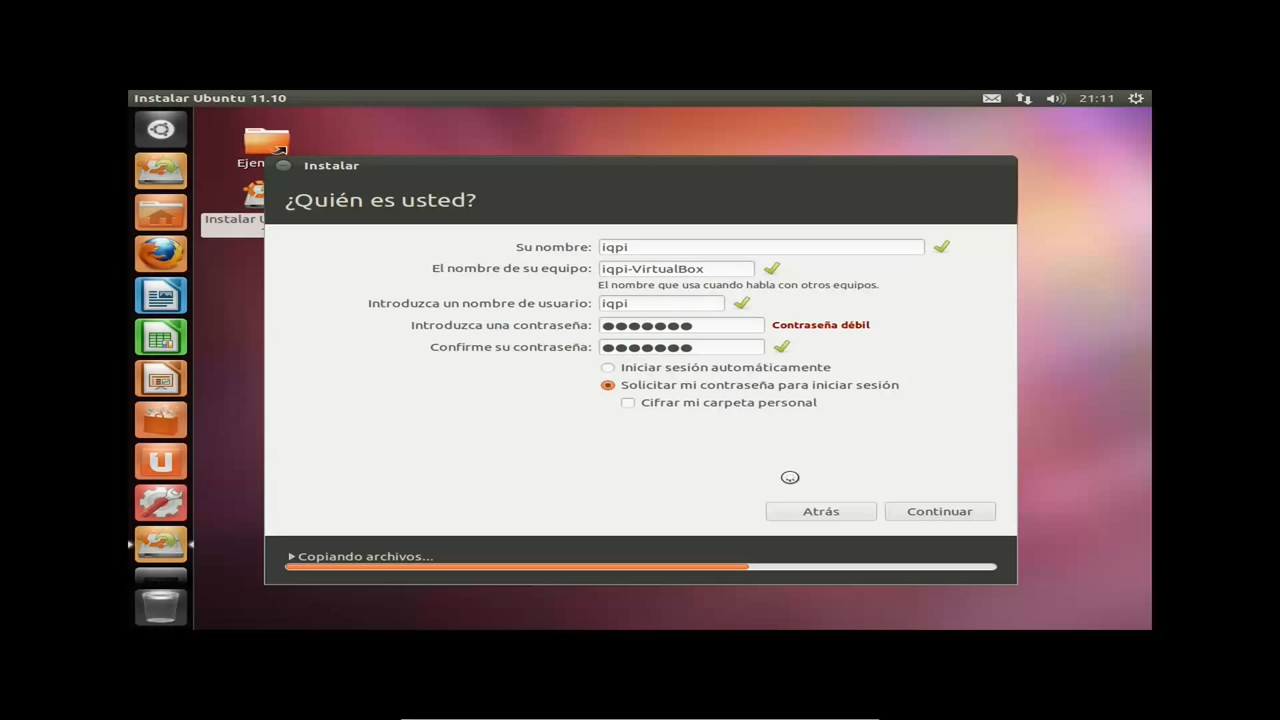 Instalar Ubuntu 11.10
21:11
Ejem
Instalar
Instalar U
¿Quién es usted?
Su nombre: iqpi
El nombre de su equipo: iqpi-VirtualBox
El nombre que usa cuando habla con otros equipos.
Introduzca un nombre de usuario: iqpi
Introduzca una contraseña: ●●●●●●● Contraseña débil
Confirme su contraseña: ●●●●●●●
Iniciar sesión automáticamente
Solicitar mi contraseña para iniciar sesión
Cifrar mi carpeta personal
Atrás
Continuar
Copiando archivos...